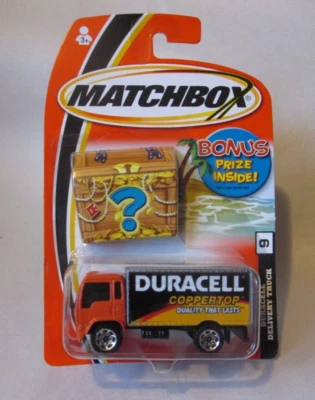 3+
MATCHBOX
BONUS
PRIZE
INSIDE!
?
DURACELL
COPPERTOP
QUALITY THAT LASTS
9
DURACELL
DELIVERY TRUCK